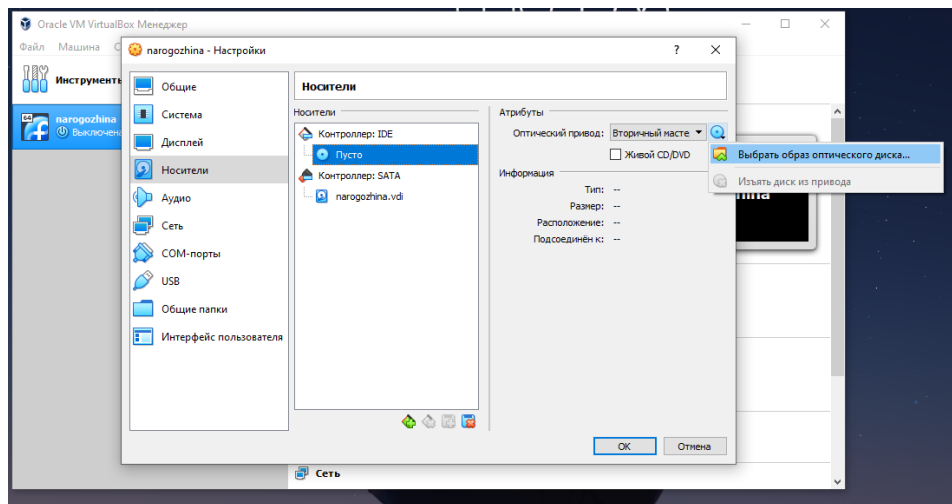 Oracle VM VirtualBox Менеджер
Файл Машина
narogozhina - Настройки
? ×
Инструменты
64
narogozhina
Выключена
Общие
Система
Дисплей
Носители
Аудио
Сеть
COM-порты
USB
Общие папки
Интерфейс пользователя
Носители
Носители
Контроллер: IDE
Пусто
Контроллер: SATA
narogozhina.vdi
Атрибуты
Оптический привод: Вторичный масте
Живой CD/DVD
Информация
Тип: --
Размер: --
Расположение: --
Подсоединён к: --
Выбрать образ оптического диска...
Изъять диск из привода
OK Отмена
Сеть